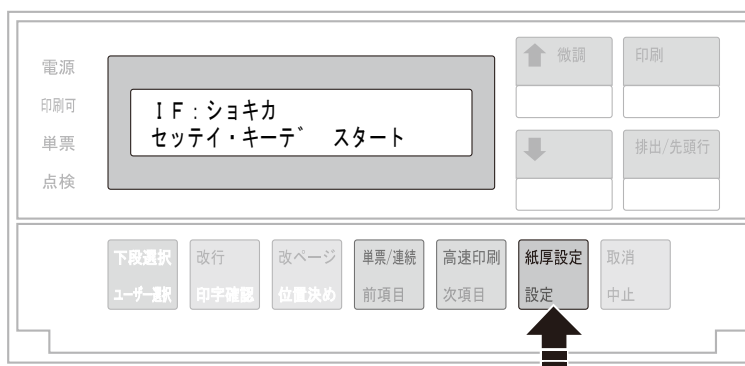 電源
印刷可
単票
点検
IF:ショキカ
セッテイ・キーデ゛ スタート
微調
印刷
排出/先頭行
下段選択
ユーザー選択
改行
印字確認
改ページ
位置決め
単票/連続
前項目
高速印刷
次項目
紙厚設定
設定
取消
中止